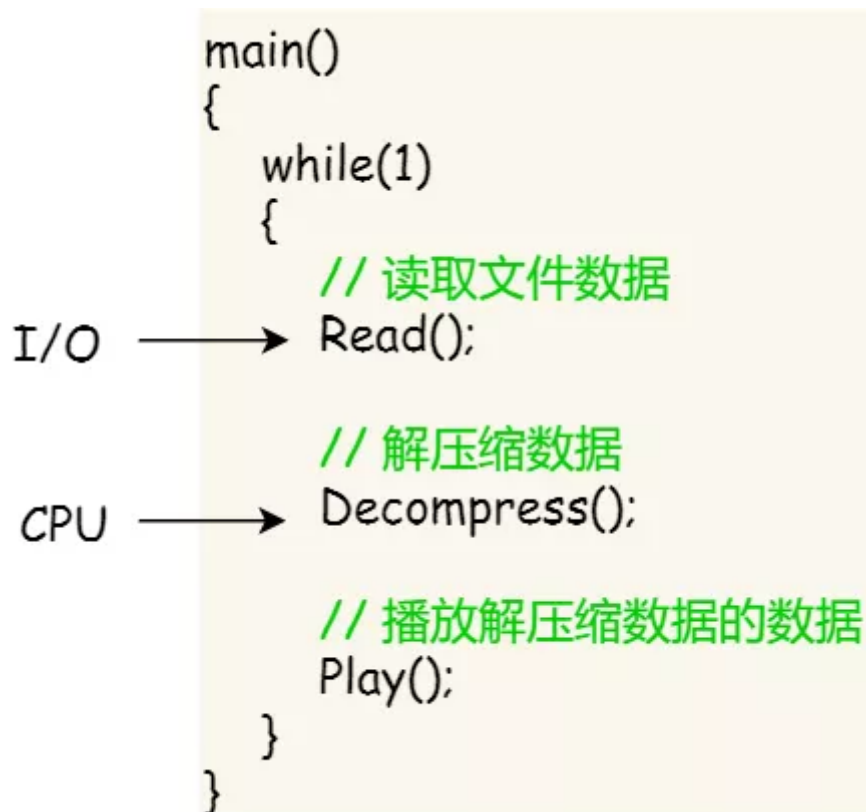 main()
{
while(1)
{
// 读取文件数据
I/O Read();
// 解压缩数据
CPU Decompress();
// 播放解压缩数据的数据
Play();
}
}